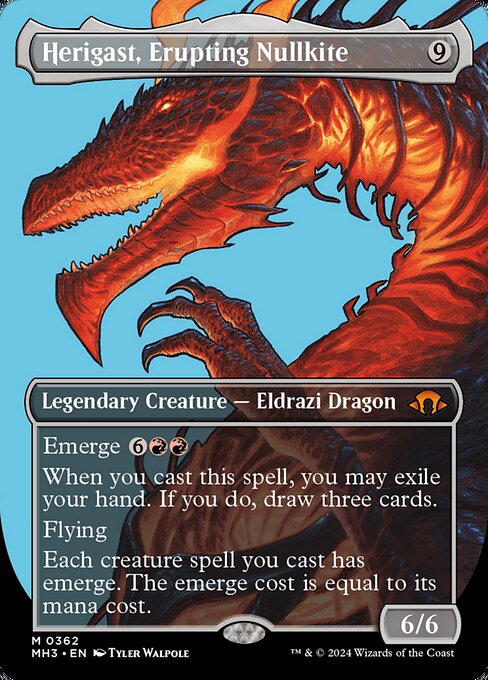 Herigast, Erupting Nullkite 9
Legendary Creature — Eldrazi Dragon
Emerge 6
When you cast this spell, you may exile
your hand. If you do, draw three cards.
Flying
Each creature spell you cast has
emerge. The emerge cost is equal to its
mana cost.
6/6
M 0362
MH3 • EN TYLER WALPOLE
™ & © 2024 Wizards of the Coast